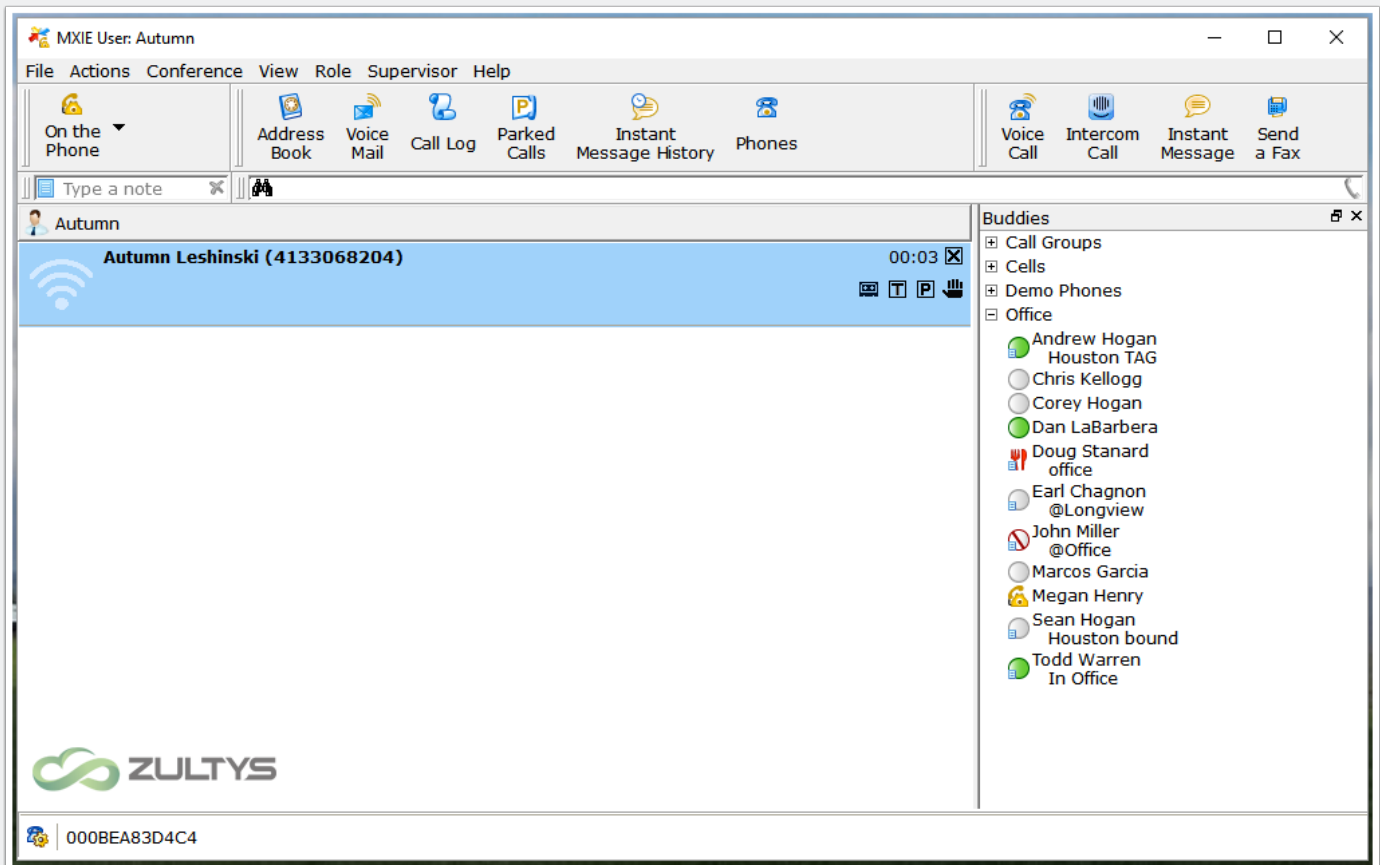 MXIE User: Autumn
File Actions Conference View Role Supervisor Help
On the
Phone
Address
Book
Voice
Mail
Call Log
Parked
Calls
Instant
Message History
Phones
Voice
Call
Intercom
Call
Instant
Message
Send
a Fax
Type a note
Autumn
Autumn Leshinski (4133068204)
00:03
T P
Buddies
Call Groups
Cells
Demo Phones
Office
Andrew Hogan
Houston TAG
Chris Kellogg
Corey Hogan
Dan LaBarbera
Doug Stanard
office
Earl Chagnon
@Longview
John Miller
@Office
Marcos Garcia
Megan Henry
Sean Hogan
Houston bound
Todd Warren
In Office
ZULTYS
000BEA83D4C4